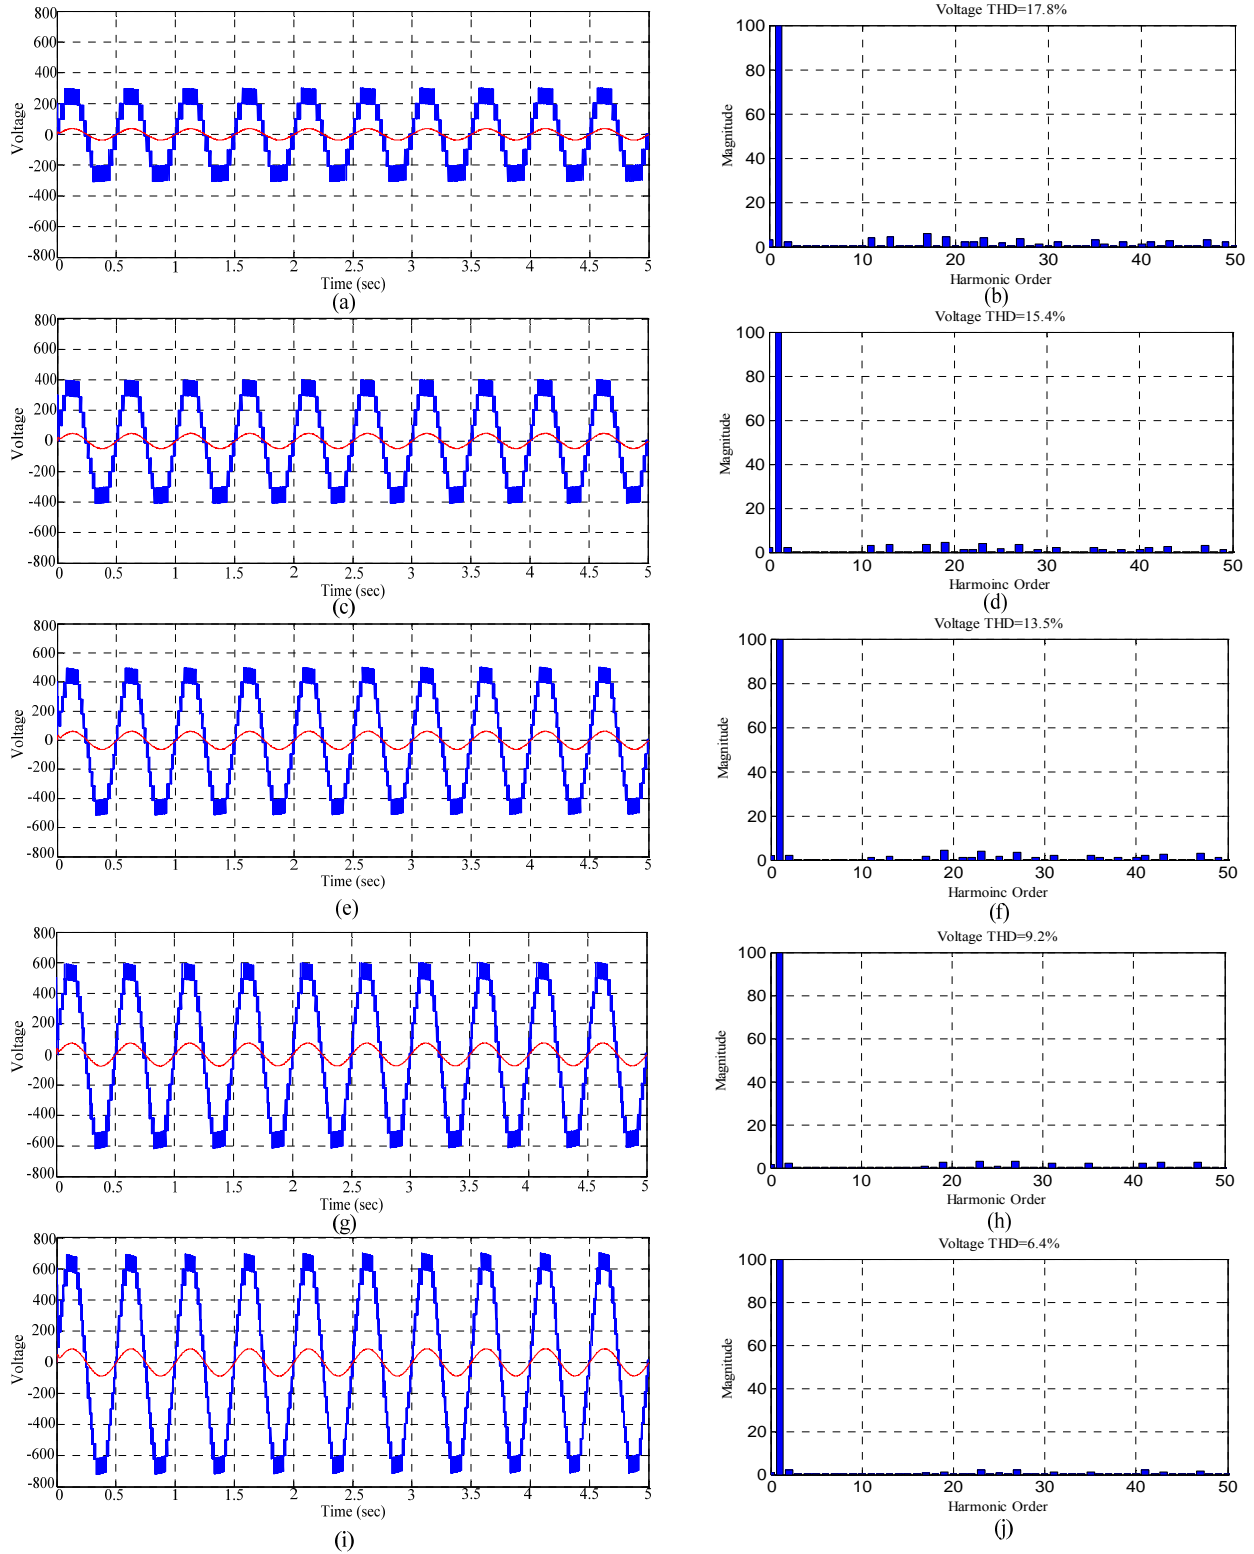 800
600
400
200
0
-200
-400
-600
-800
Voltage
0 0.5 1 1.5 2 2.5 3 3.5 4 4.5 5
Time (sec)
(a)
Voltage THD=17.8%
100
80
60
40
20
0
Magnitude
0 10 20 30 40 50
Harmonic Order
(b)
800
600
400
200
0
-200
-400
-600
-800
Voltage
0 0.5 1 1.5 2 2.5 3 3.5 4 4.5 5
Time (sec)
(c)
Voltage THD=15.4%
100
80
60
40
20
0
Magnitude
0 10 20 30 40 50
Harmoinc Order
(d)
800
600
400
200
0
-200
-400
-600
-800
Voltage
0 0.5 1 1.5 2 2.5 3 3.5 4 4.5 5
Time (sec)
(e)
Voltage THD=13.5%
100
80
60
40
20
0
Magnitude
0 10 20 30 40 50
Harmoinc Order
(f)
800
600
400
200
0
-200
-400
-600
-800
Voltage
0 0.5 1 1.5 2 2.5 3 3.5 4 4.5 5
Time (sec)
(g)
Voltage THD=9.2%
100
80
60
40
20
0
Magnitude
0 10 20 30 40 50
Harmonic Order
(h)
800
600
400
200
0
-200
-400
-600
-800
Voltage
0 0.5 1 1.5 2 2.5 3 3.5 4 4.5 5
Time (sec)
(i)
Voltage THD=6.4%
100
80
60
40
20
0
Magnitude
0 10 20 30 40 50
Harmonic Order
(j)